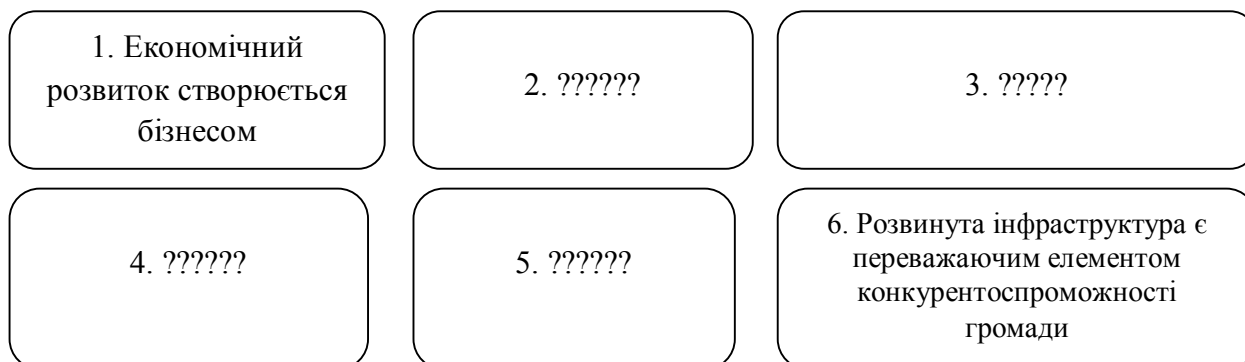 1. Економічний
розвиток створюється
бізнесом
2. ??????
3. ?????
4. ??????
5. ??????
6. Розвинута інфраструктура є
переважаючим елементом
конкурентоспроможності
громади